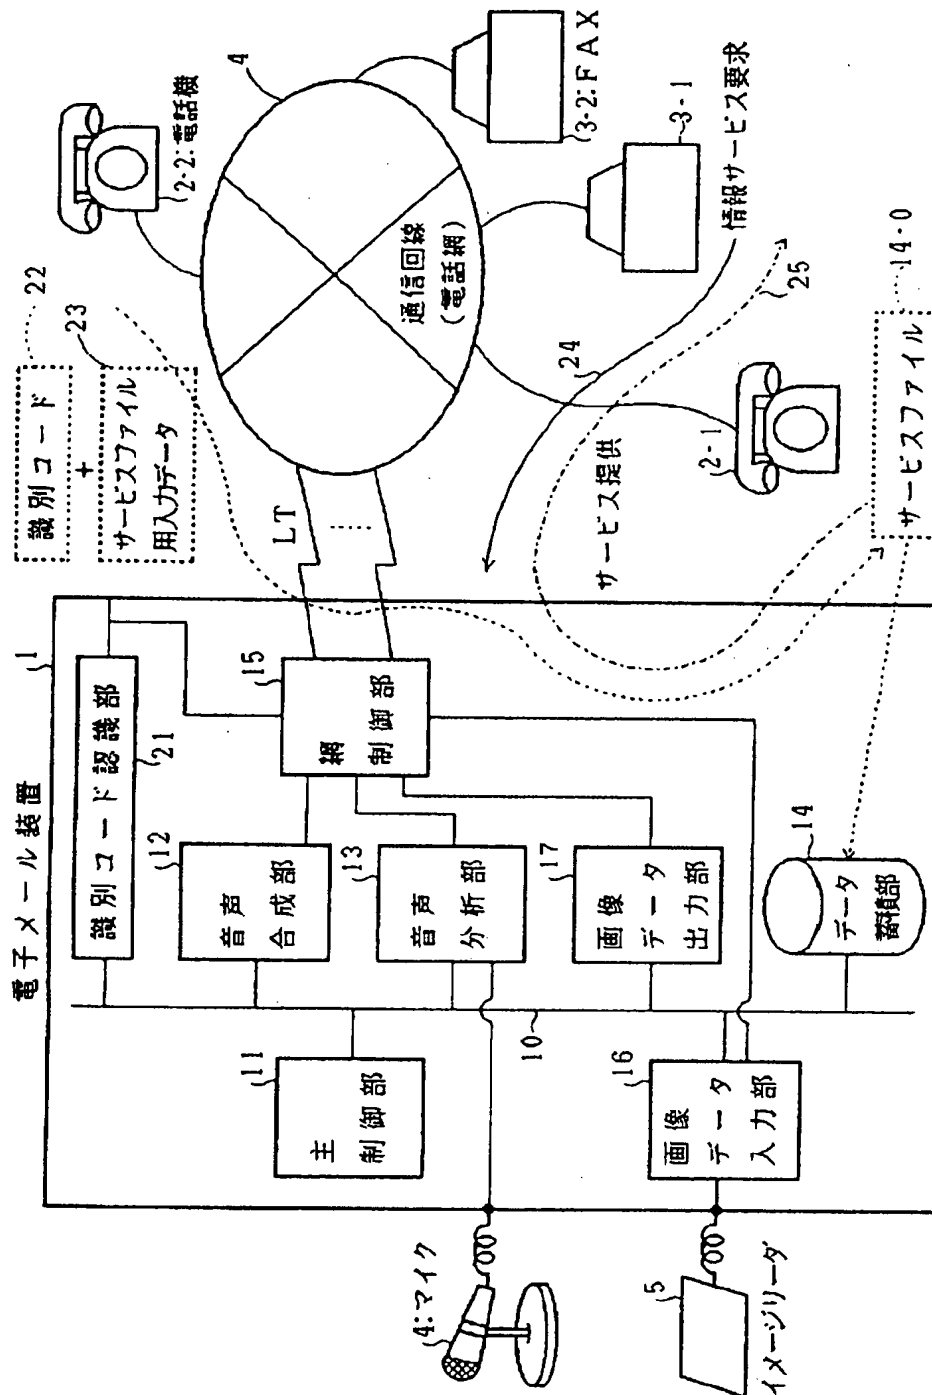 電子メール装置
1
識別コード
22
+
サービスファイル
用入力データ
23
2-2:電話機
4
識別コード認識部
21
音声
合成部
12
音声
分析部
13
網
制御部
15
LT
通信回線
(電話網)
3-2:FAX
3-1
主
制御部
11
10
画像
データ
出力部
17
画像
データ
入力部
16
データ
蓄積部
14
サービス提供
24
情報サービス要求
25
2-1
14-0
サービスファイル
4:マイク
5
イメージリーダ